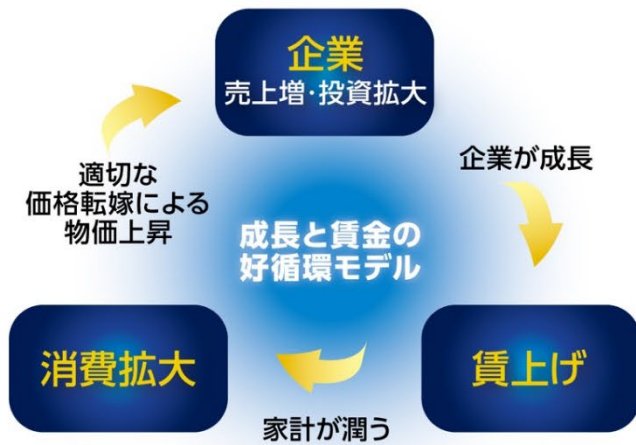 企業
売上増・投資拡大
企業が成長
適切な
価格転嫁による
物価上昇
成長と賃金の
好循環モデル
消費拡大
賃上げ
家計が潤う